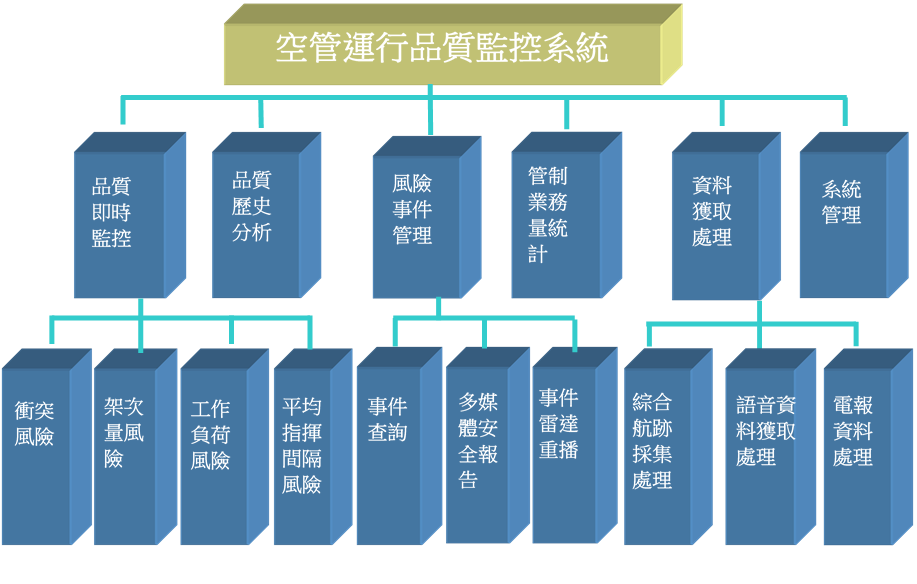 空管運行品質監控系統
品質
即時
監控
品質
歷史
分析
風險
事件
管理
管制
業務
量統
計
資料
獲取
處理
系統
管理
衝突
風險
架次
量風
險
工作
負荷
風險
平均
指揮
間隔
風險
事件
查詢
多媒
體安
全報
告
事件
雷達
重播
綜合
航跡
採集
處理
語音資
料獲取
處理
電報
資料
處理